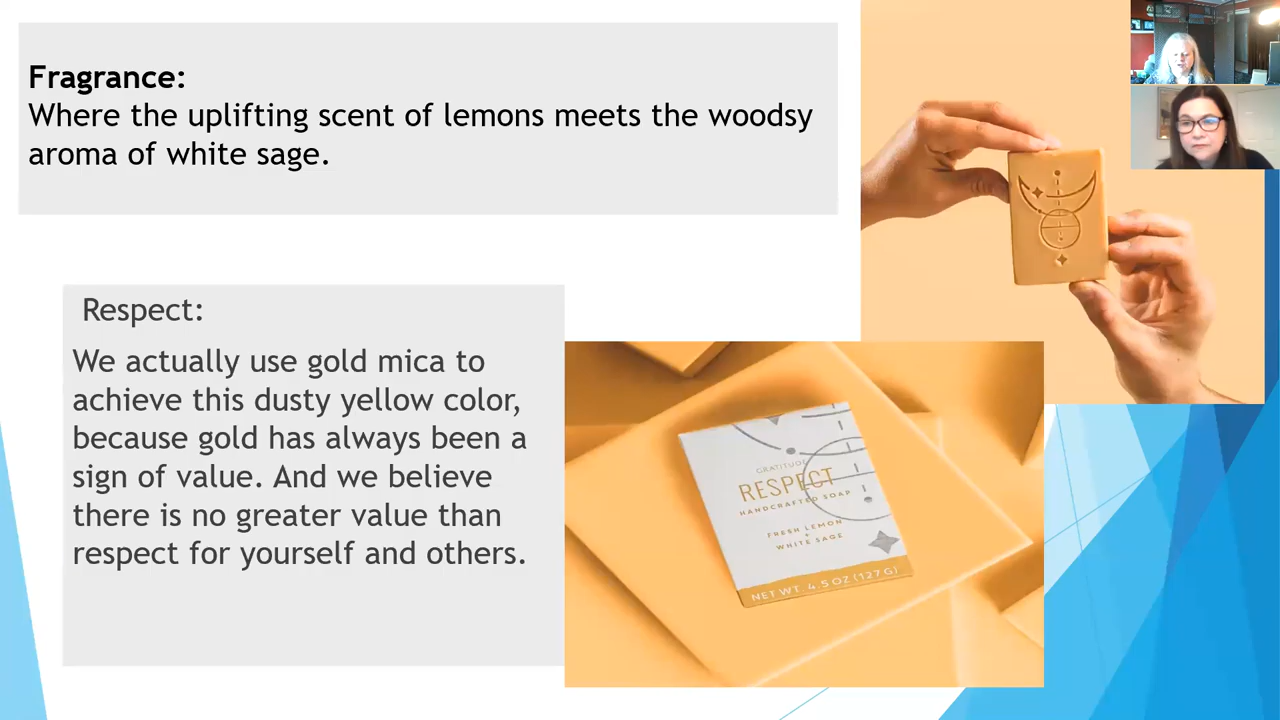 Fragrance:
Where the uplifting scent of lemons meets the woodsy
aroma of white sage.
Respect:
We actually use gold mica to
achieve this dusty yellow color,
because gold has always been a
sign of value. And we believe
there is no greater value than
respect for yourself and others.
GRATITUDE
RESPECT
HANDCRAFTED SOAP
FRESH LEMON
+
WHITE SAGE
NET WT. 4.5 OZ (127 G)